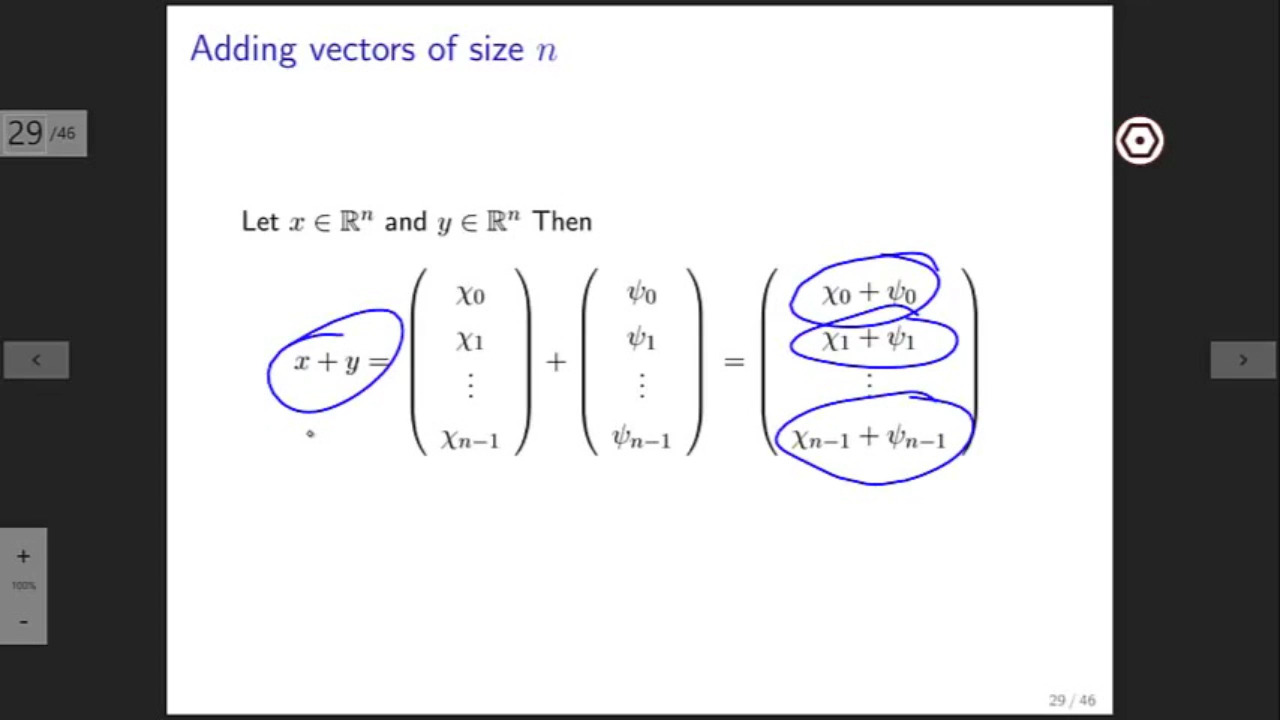 Adding vectors of size n
29 /46
Let x ∈ ℝⁿ and y ∈ ℝⁿ Then
x + y = ( χ₀ χ₁ ⋮ χₙ₋₁ ) + ( ψ₀ ψ₁ ⋮ ψₙ₋₁ ) = ( χ₀ + ψ₀ χ₁ + ψ₁ ⋮ χₙ₋₁ + ψₙ₋₁ )
<
>
+
100%
-
29 / 46